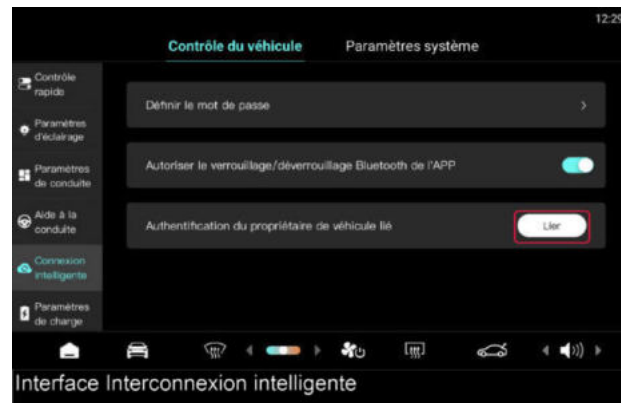 12:29
Contrôle du véhicule Paramètres système
Contrôle
rapide
Définir le mot de passe
Paramètres
d'éclairage
Autoriser le verrouillage/déverrouillage Bluetooth de l'APP
Paramètres
de conduite
Aide à la
conduite
Authentification du propriétaire de véhicule lié Lier
Connexion
intelligente
Paramètres
de charge
Interface Interconnexion intelligente